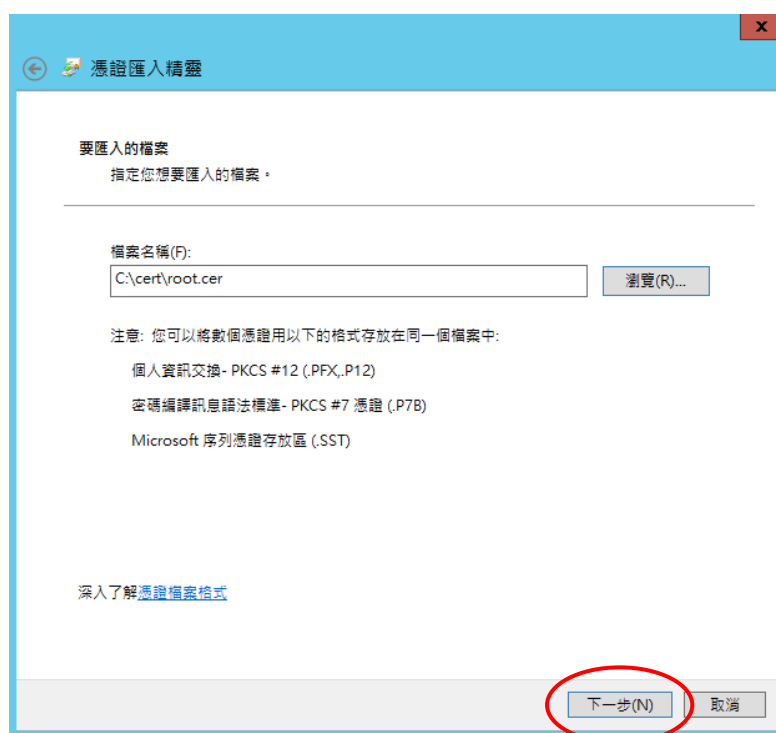 x
憑證匯入精靈
要匯入的檔案
指定您想要匯入的檔案。
檔案名稱(F):
C:\cert\root.cer
瀏覽(R)...
注意: 您可以將數個憑證用以下的格式存放在同一個檔案中:
個人資訊交換- PKCS #12 (.PFX,.P12)
密碼編譯訊息語法標準- PKCS #7 憑證 (.P7B)
Microsoft 序列憑證存放區 (.SST)
深入了解憑證檔案格式
下一步(N)
取消